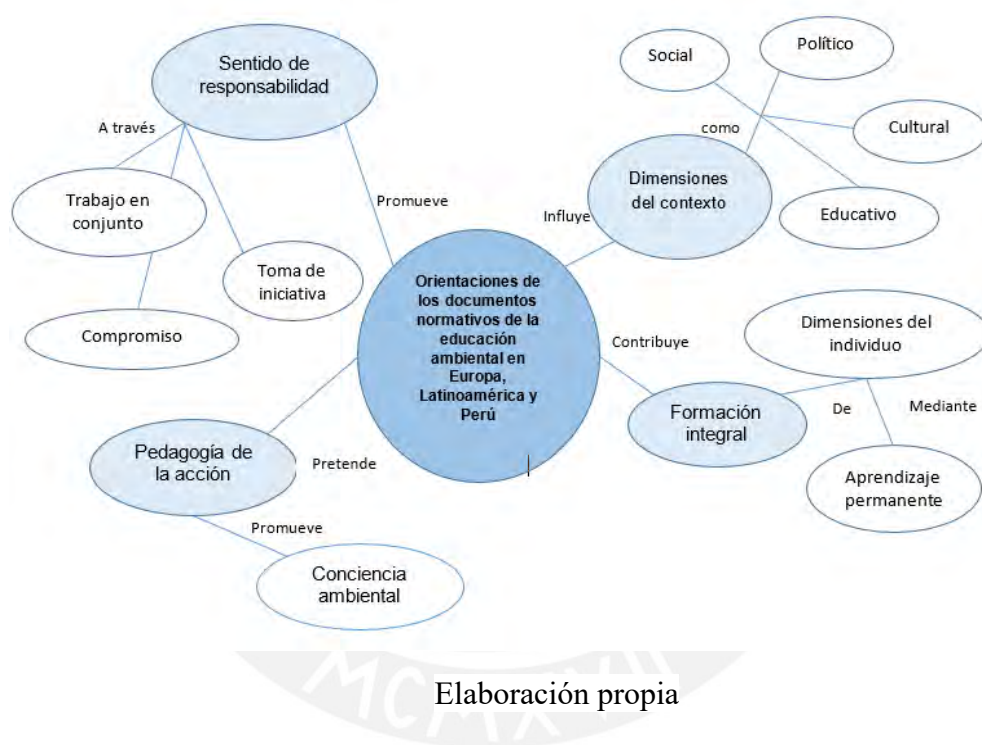 Sentido de
responsabilidad
A través
Trabajo en
conjunto
Toma de
iniciativa
Compromiso
Promueve
Social
Político
como
Cultural
Dimensiones
del contexto
Educativo
Influye
Orientaciones de
los documentos
normativos de la
educación
ambiental en
Europa,
Latinoamérica y
Perú
Contribuye
Dimensiones del
individuo
Formación
integral
De
Mediante
Aprendizaje
permanente
Pedagogía de
la acción
Pretende
Promueve
Conciencia
ambiental
Elaboración propia
MCMXVII